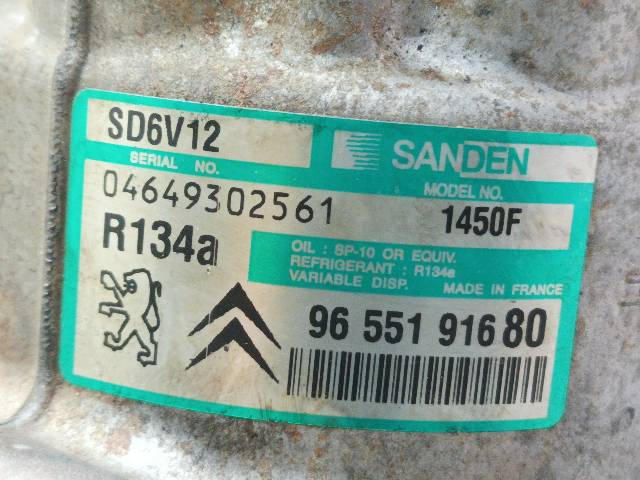 SD6V12
SANDEN
SERIAL NO.
MODEL NO.
04649302561
1450F
R134a
OIL : SP-10 OR EQUIV.
REFRIGERANT : R134a
VARIABLE DISP. MADE IN FRANCE
96 551 916 80